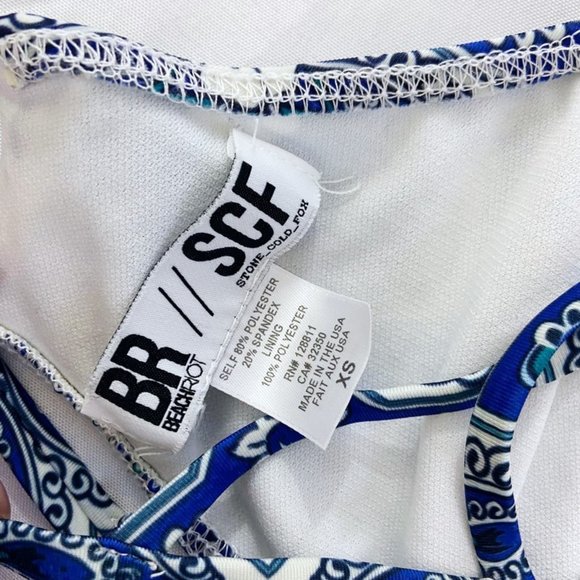 BR // SCF
BEACHRIOT STONE_COLD_FOX
SELF 80% POLYESTER
20% SPANDEX
LINING
100% POLYESTER
RN# 128811
CA# 32350
MADE IN THE USA
FAIT AUX USA
XS